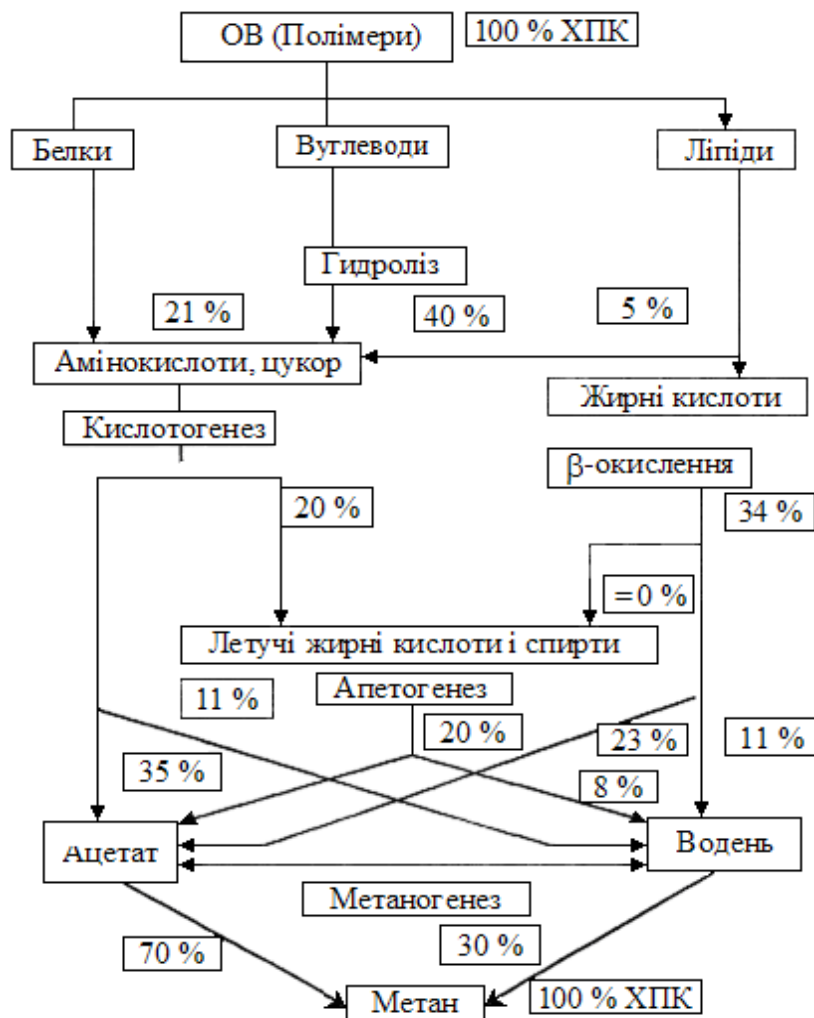 ОВ (Полімери)
100 % ХПК
Белки
Вуглеводи
Ліпіди
Гидроліз
21 %
40 %
5 %
Амінокислоти, цукор
Жирні кислоти
Кислотогенез
β-окислення
20 %
34 %
=0 %
Летучі жирні кислоти і спирти
11 %
Апетогенез
20 %
23 %
11 %
35 %
8 %
Ацетат
Водень
Метаногенез
70 %
30 %
Метан
100 % ХПК